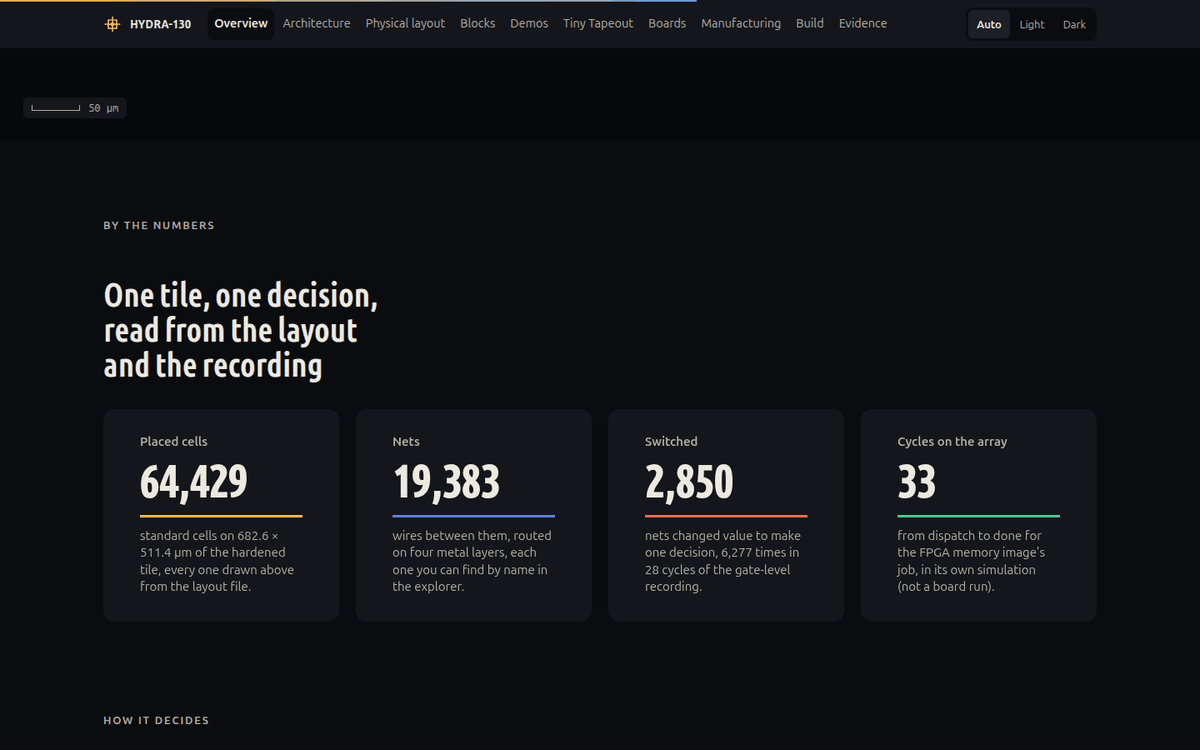 HYDRA-130 Overview Architecture Physical layout Blocks Demos Tiny Tapeout Boards Manufacturing Build Evidence Auto Light Dark
50 µm
BY THE NUMBERS
One tile, one decision,
read from the layout
and the recording
Placed cells
64,429
standard cells on 682.6 ×
511.4 µm of the hardened
tile, every one drawn above
from the layout file.
Nets
19,383
wires between them, routed
on four metal layers, each
one you can find by name in
the explorer.
Switched
2,850
nets changed value to make
one decision, 6,277 times in
28 cycles of the gate-level
recording.
Cycles on the array
33
from dispatch to done for
the FPGA memory image's
job, in its own simulation
(not a board run).
HOW IT DECIDES